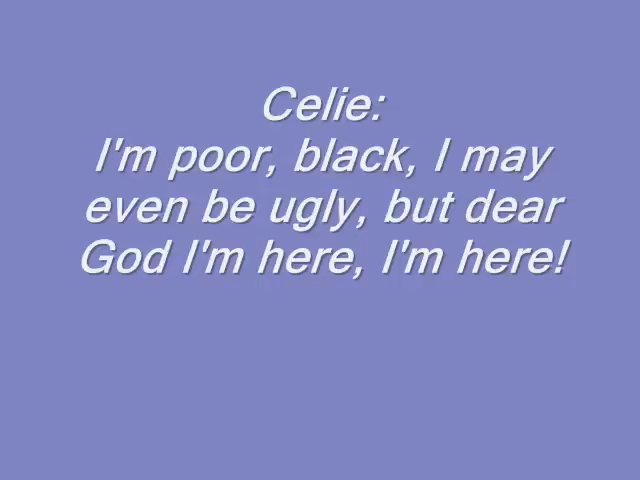 Celie:
I'm poor, black, I may
even be ugly, but dear
God I'm here, I'm here!